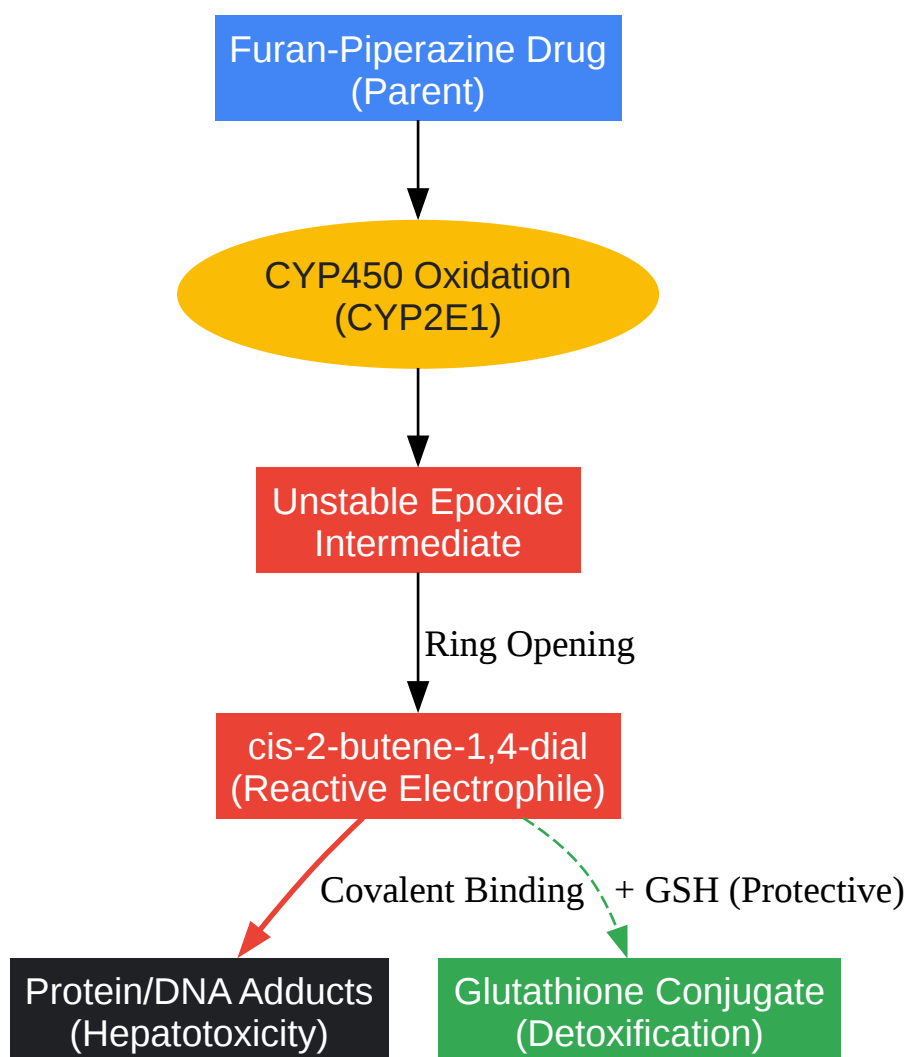 Furan-Piperazine Drug
(Parent)
CYP450 Oxidation
(CYP2E1)
Unstable Epoxide
Intermediate
Ring Opening
cis-2-butene-1,4-dial
(Reactive Electrophile)
Covalent Binding
+ GSH (Protective)
Protein/DNA Adducts
(Hepatotoxicity)
Glutathione Conjugate
(Detoxification)